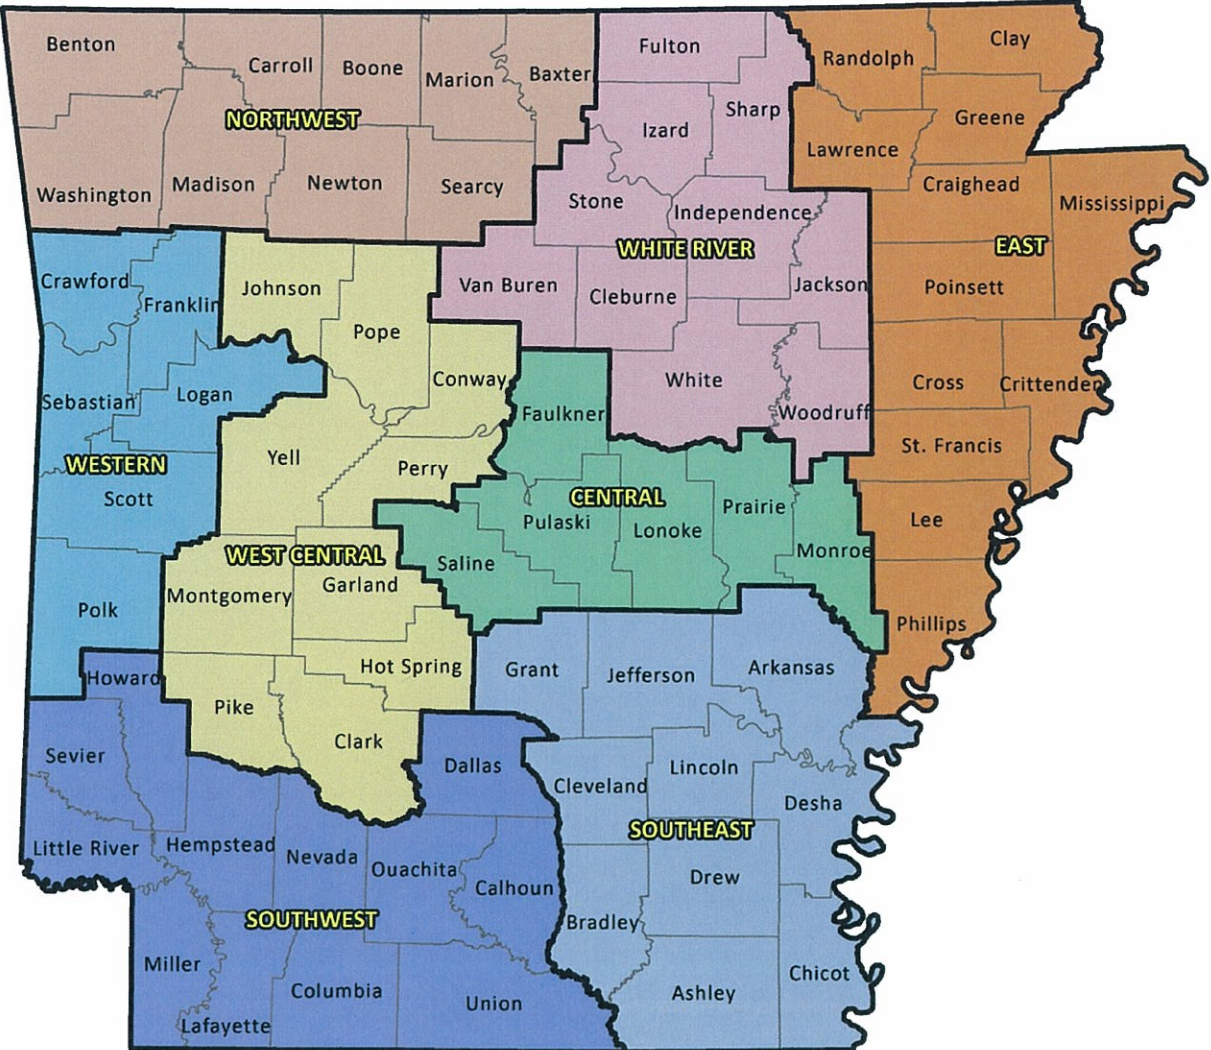 Benton
Carroll
Boone
Marion
Baxter
Fulton
Randolph
Clay
NORTHWEST
Izard
Sharp
Greene
Lawrence
Washington
Madison
Newton
Searcy
Stone
Independence
Craighead
Mississippi
WHITE RIVER
EAST
Crawford
Franklin
Johnson
Pope
Van Buren
Cleburne
Jackson
Poinsett
Sebastian
Logan
Conway
White
Woodruff
Cross
Crittenden
Faulkner
St. Francis
WESTERN
Scott
Yell
Perry
CENTRAL
Pulaski
Lonoke
Prairie
Monroe
Lee
WEST CENTRAL
Saline
Polk
Montgomery
Garland
Phillips
Howard
Hot Spring
Grant
Jefferson
Arkansas
Pike
Clark
Sevier
Dallas
Cleveland
Lincoln
Desha
SOUTHEAST
Little River
Hempstead
Nevada
Ouachita
Calhoun
Drew
SOUTHWEST
Bradley
Miller
Columbia
Union
Ashley
Chicot
Lafayette